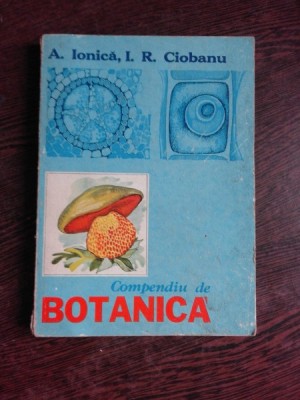 A. Ionică, I. R. Ciobanu
Compendiu de
BOTANICA